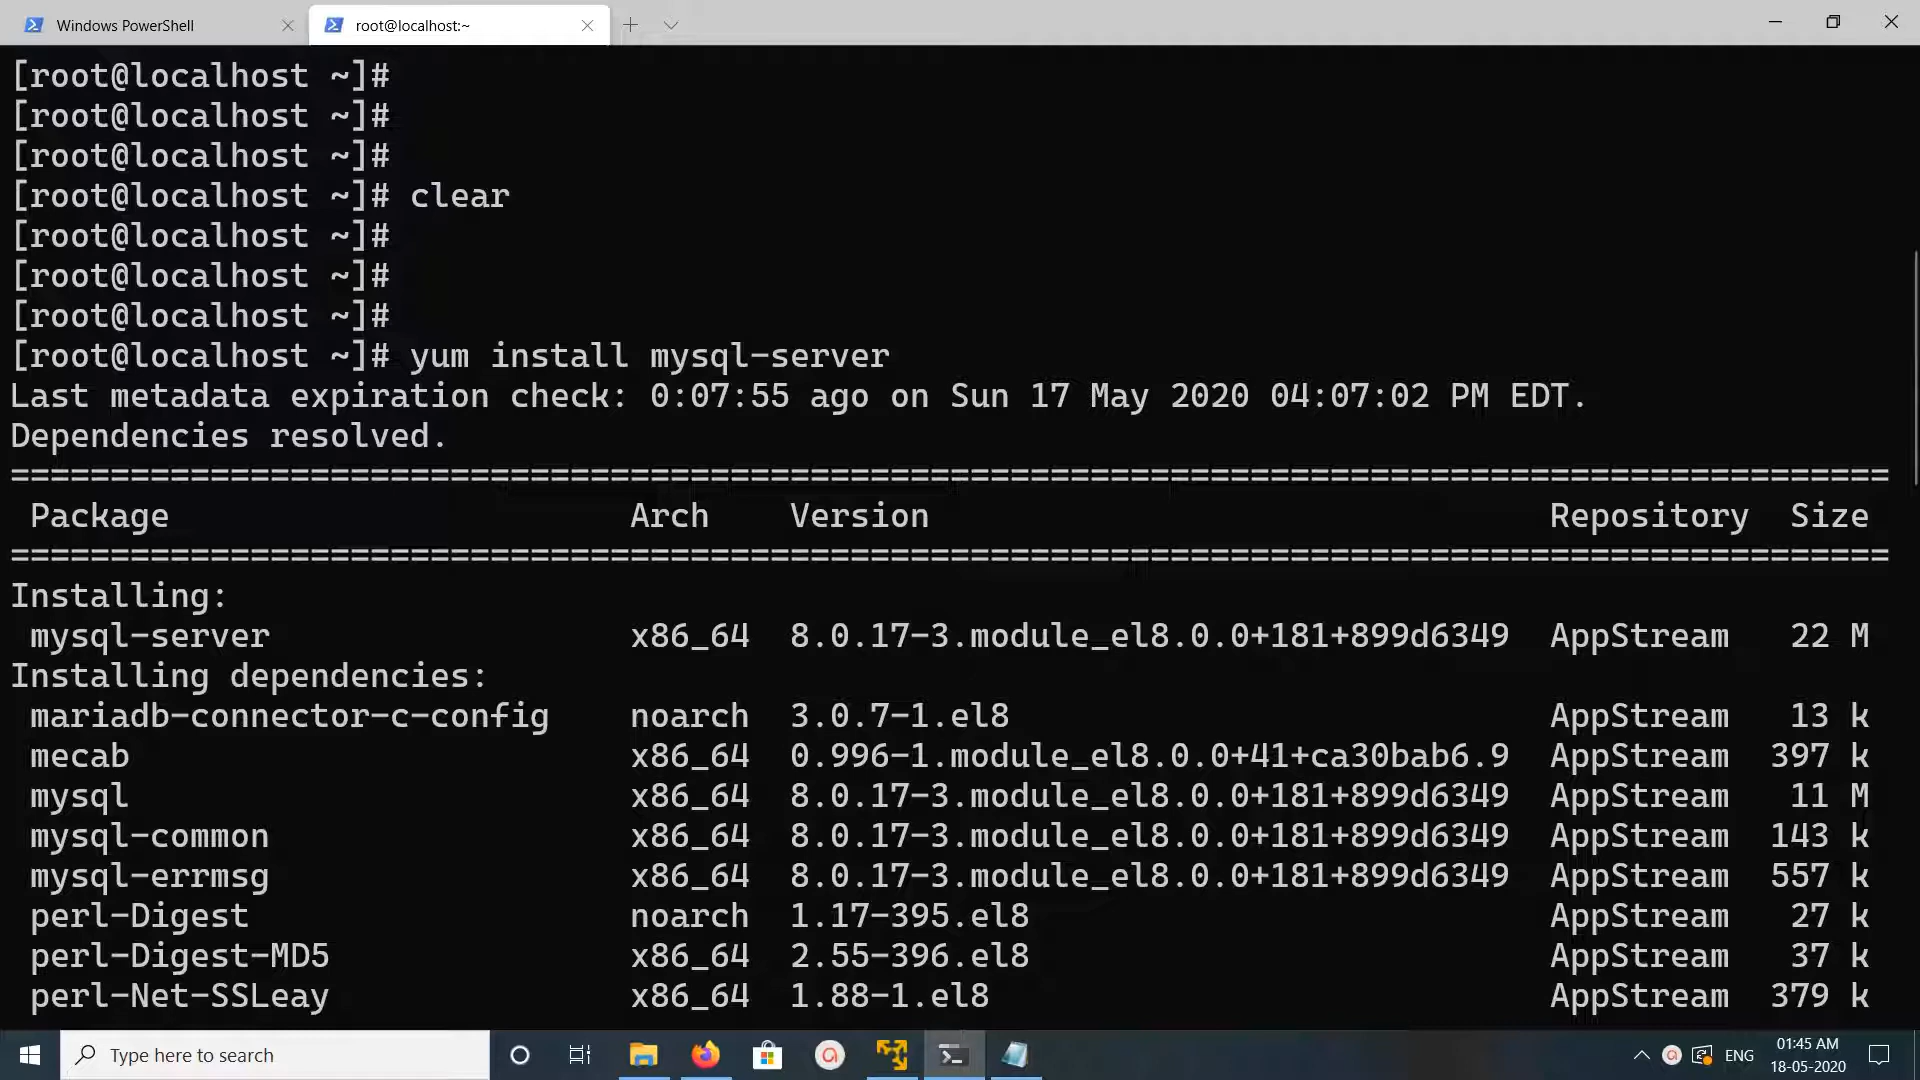 Windows PowerShell
root@localhost:~
[root@localhost ~]#
[root@localhost ~]#
[root@localhost ~]#
[root@localhost ~]# clear
[root@localhost ~]#
[root@localhost ~]#
[root@localhost ~]#
[root@localhost ~]# yum install mysql-server
Last metadata expiration check: 0:07:55 ago on Sun 17 May 2020 04:07:02 PM EDT.
Dependencies resolved.
==============================================================================================
Package Arch Version Repository Size
==============================================================================================
Installing:
mysql-server x86_64 8.0.17-3.module_el8.0.0+181+899d6349 AppStream 22 M
Installing dependencies:
mariadb-connector-c-config noarch 3.0.7-1.el8 AppStream 13 k
mecab x86_64 0.996-1.module_el8.0.0+41+ca30bab6.9 AppStream 397 k
mysql x86_64 8.0.17-3.module_el8.0.0+181+899d6349 AppStream 11 M
mysql-common x86_64 8.0.17-3.module_el8.0.0+181+899d6349 AppStream 143 k
mysql-errmsg x86_64 8.0.17-3.module_el8.0.0+181+899d6349 AppStream 557 k
perl-Digest noarch 1.17-395.el8 AppStream 27 k
perl-Digest-MD5 x86_64 2.55-396.el8 AppStream 37 k
perl-Net-SSLeay x86_64 1.88-1.el8 AppStream 379 k
Type here to search
ENG
01:45 AM
18-05-2020